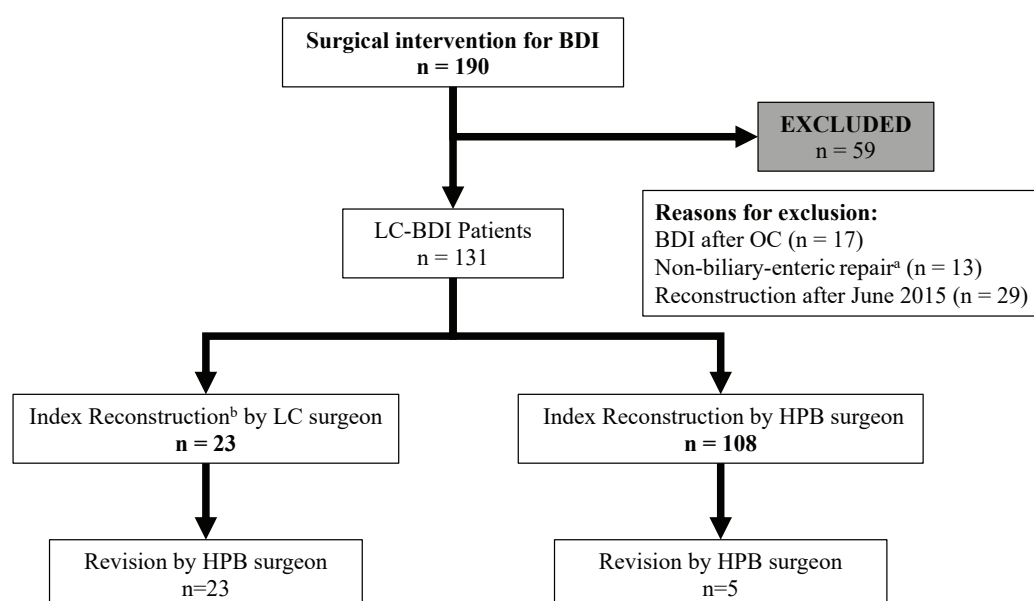 Surgical intervention for BDI
n = 190
EXCLUDED
n = 59
LC-BDI Patients
n = 131
Reasons for exclusion:
BDI after OC (n = 17)
Non-biliary-enteric repairᵃ (n = 13)
Reconstruction after June 2015 (n = 29)
Index Reconstructionᵇ by LC surgeon
n = 23
Index Reconstruction by HPB surgeon
n = 108
Revision by HPB surgeon
n=23
Revision by HPB surgeon
n=5